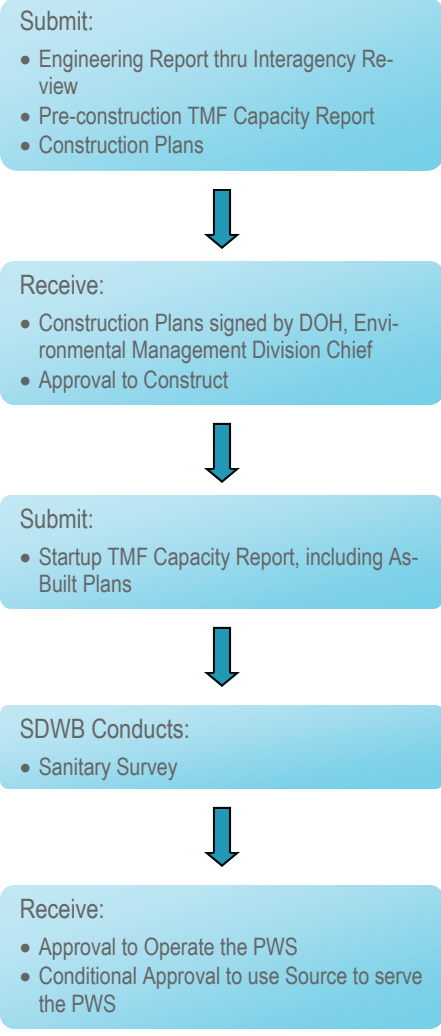 Submit:
• Engineering Report thru Interagency Re-
view
• Pre-construction TMF Capacity Report
• Construction Plans
Receive:
• Construction Plans signed by DOH, Envi-
ronmental Management Division Chief
• Approval to Construct
Submit:
• Startup TMF Capacity Report, including As-
Built Plans
SDWB Conducts:
• Sanitary Survey
Receive:
• Approval to Operate the PWS
• Conditional Approval to use Source to serve
the PWS